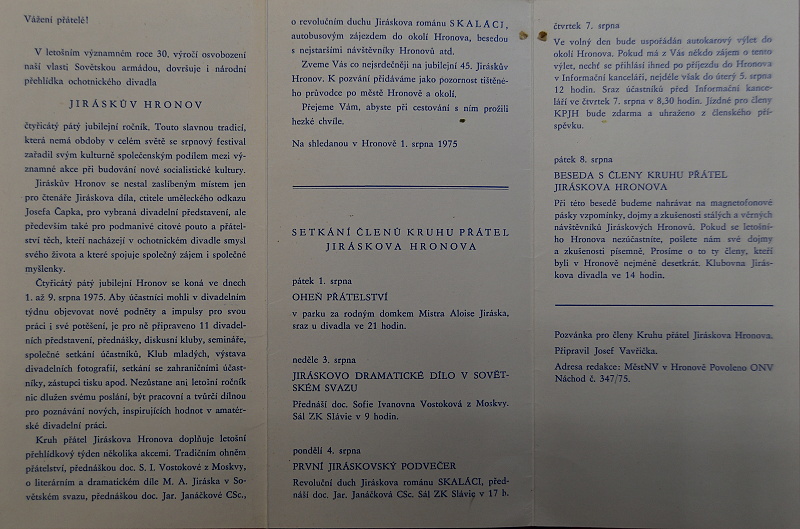 Vážení přátelé!
V letošním významném roce 30. výročí osvobození
naší vlasti Sovětskou armádou, dovršuje i národní
přehlídka ochotnického divadla
JIRÁSKŮV HRONOV
čtyřicátý pátý jubilejní ročník. Touto slavnou tradicí,
která nemá obdoby v celém světě se srpnový festival
zařadil svým kulturně společenským podílem mezi vý-
znamné akce při budování nové socialistické kultury.
Jiráskův Hronov se nestal zaslíbeným místem jen
pro čtenáře Jiráskova díla, ctitele uměleckého odkazu
Josefa Čapka, pro vybraná divadelní představení, ale
především také pro podmanivé citové pouto a přátel-
ství těch, kteří nacházejí v ochotnickém divadle smysl
svého života a které spojuje společný zájem i společné
myšlenky.
Čtyřicátý pátý jubilejní Hronov se koná ve dnech
1. až 9. srpna 1975. Aby účastníci mohli v divadelním
týdnu objevovat nové podněty a impulsy pro svou
práci i své potěšení, je pro ně připraveno 11 divadel-
ních představení, přednášky, diskusní kluby, semináře,
společné setkání účastníků, Klub mladých, výstava
divadelních fotografií, setkání se zahraničními účast-
níky, zástupci tisku apod. Nezůstane ani letošní ročník
nic dlužen svému poslání, být pracovní a tvůrčí dílnou
pro poznávání nových, inspirujících hodnot v amatér-
ské divadelní práci.
Kruh přátel Jiráskova Hronova doplňuje letošní
přehlídkový týden několika akcemi. Tradičním ohněm
přátelství, přednáškou doc. S. I. Vostokové z Moskvy,
o literárním a dramatickém díle M. A. Jiráska v So-
větském svazu, přednáškou doc. Jar. Janáčkové CSc.,
o revolučním duchu Jiráskova románu SKALÁCI,
autobusovým zájezdem do okolí Hronova, besedou
s nejstaršími návštěvníky Hronovů atd.
Zveme Vás co nejsrdečněji na jubilejní 45. Jiráskův
Hronov. K pozvání přidáváme jako pozornost tištěné-
ho průvodce po městě Hronově a okolí.
Přejeme Vám, abyste při cestování s ním prožili
hezké chvíle.
Na shledanou v Hronově 1. srpna 1975
SETKÁNÍ ČLENŮ KRUHU PŘÁTEL
JIRÁSKOVA HRONOVA
pátek 1. srpna
OHEŇ PŘÁTELSTVÍ
v parku za rodným domkem Mistra Aloise Jiráska,
sraz u divadla ve 21 hodin.
neděle 3. srpna
JIRÁSKOVO DRAMATICKÉ DÍLO V SOVĚT-
SKÉM SVAZU
Přednáší doc. Sofie Ivanovna Vostoková z Moskvy.
Sál ZK Slávie v 9 hodin.
pondělí 4. srpna
PRVNÍ JIRÁSKOVSKÝ PODVEČER
Revoluční duch Jiráskova románu SKALÁCI, před-
náší doc. Jar. Janáčková CSc. Sál ZK Slávie v 17 h.
čtvrtek 7. srpna
Ve volný den bude uspořádán autokarový výlet do
okolí Hronova. Pokud má z Vás někdo zájem o tento
výlet, nechť se přihlásí ihned po příjezdu do Hronova
v Informační kanceláři, nejdéle však do úterý 5. srpna
12 hodin. Sraz účastníků před Informační kance-
láří ve čtvrtek 7. srpna v 8,30 hodin. Jízdné pro členy
KPJH bude zdarma a uhraženo z členského pří-
spěvku.
pátek 8. srpna
BESEDA S ČLENY KRUHU PŘÁTEL
JIRÁSKOVA HRONOVA
Při této besedě budeme nahrávat na magnetofonové
pásky vzpomínky, dojmy a zkušenosti stálých a věrných
návštěvníků Jiráskových Hronovů. Pokud se letošní-
ho Hronova nezúčastníte, pošlete nám své dojmy
a zkušenosti písemně. Prosíme o to ty členy, kteří
byli v Hronově nejméně desetkrát. Klubovna Jirás-
kova divadla ve 14 hodin.
Pozvánka pro členy Kruhu přátel Jiráskova Hronova.
Připravil Josef Vavřička.
Adresa redakce: MěstNV v Hronově Povoleno ONV
Náchod č. 347/75.